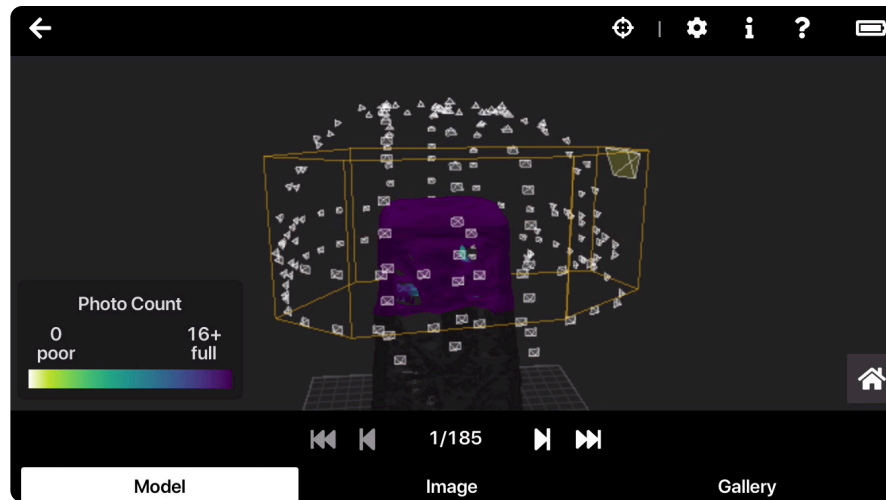 Photo Count
0 16+
poor full
1/185
Model Image Gallery